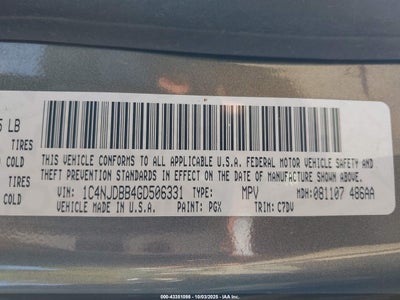 5 LB
TIRES
COLD
TIRES
COLD
THIS VEHICLE CONFORMS TO ALL APPLICABLE U.S.A. FEDERAL MOTOR VEHICLE SAFETY AND
THEFT PREVENTION STANDARDS IN EFFECT ON THE DATE OF MANUFACTURE SHOWN ABOVE.
VIN: 1C4NJDBB4GD506331 TYPE: MPV MDH: 081107 486AA
VEHICLE MADE IN U.S.A. PAINT: PGX TRIM: C7DV
000-43381096 - 10/03/2025 - IAA Inc.